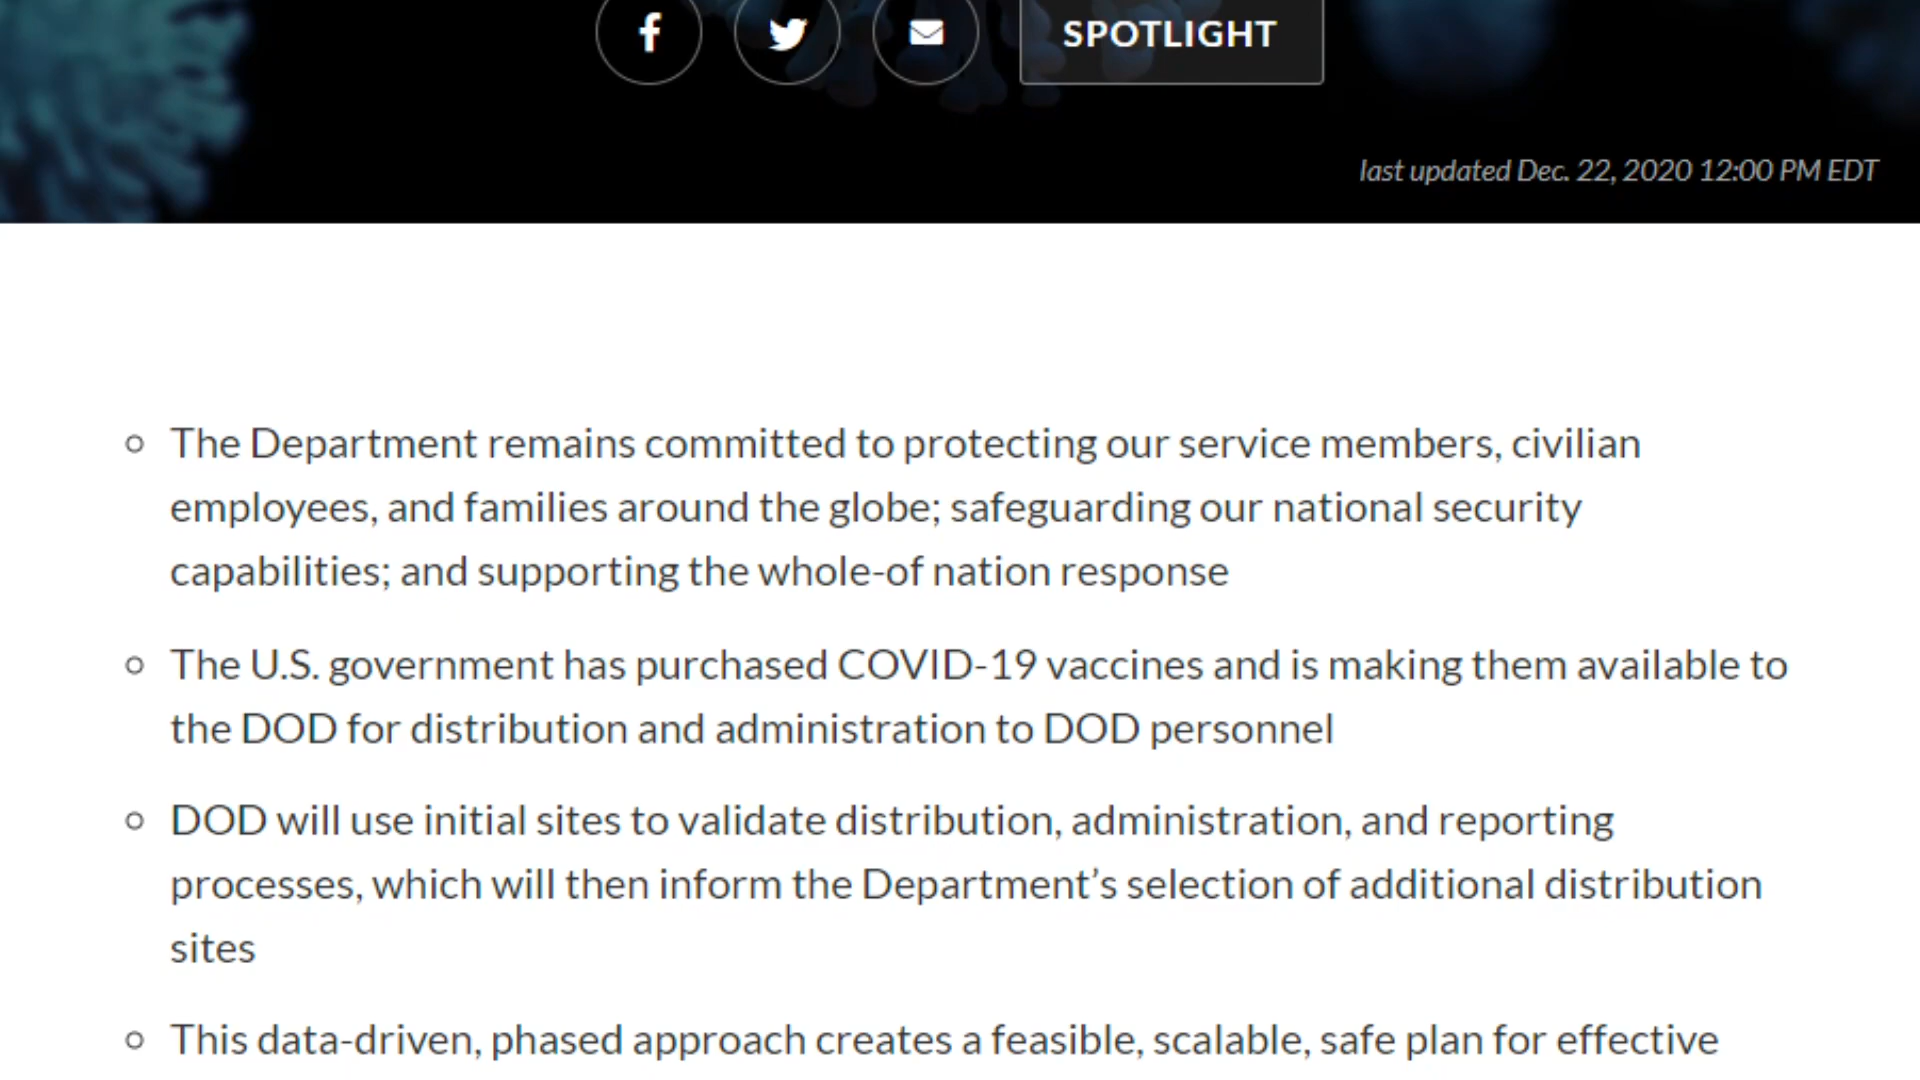 SPOTLIGHT
last updated Dec. 22, 2020 12:00 PM EDT
The Department remains committed to protecting our service members, civilian
employees, and families around the globe; safeguarding our national security
capabilities; and supporting the whole-of nation response
The U.S. government has purchased COVID-19 vaccines and is making them available to
the DOD for distribution and administration to DOD personnel
DOD will use initial sites to validate distribution, administration, and reporting
processes, which will then inform the Department’s selection of additional distribution
sites
This data-driven, phased approach creates a feasible, scalable, safe plan for effective